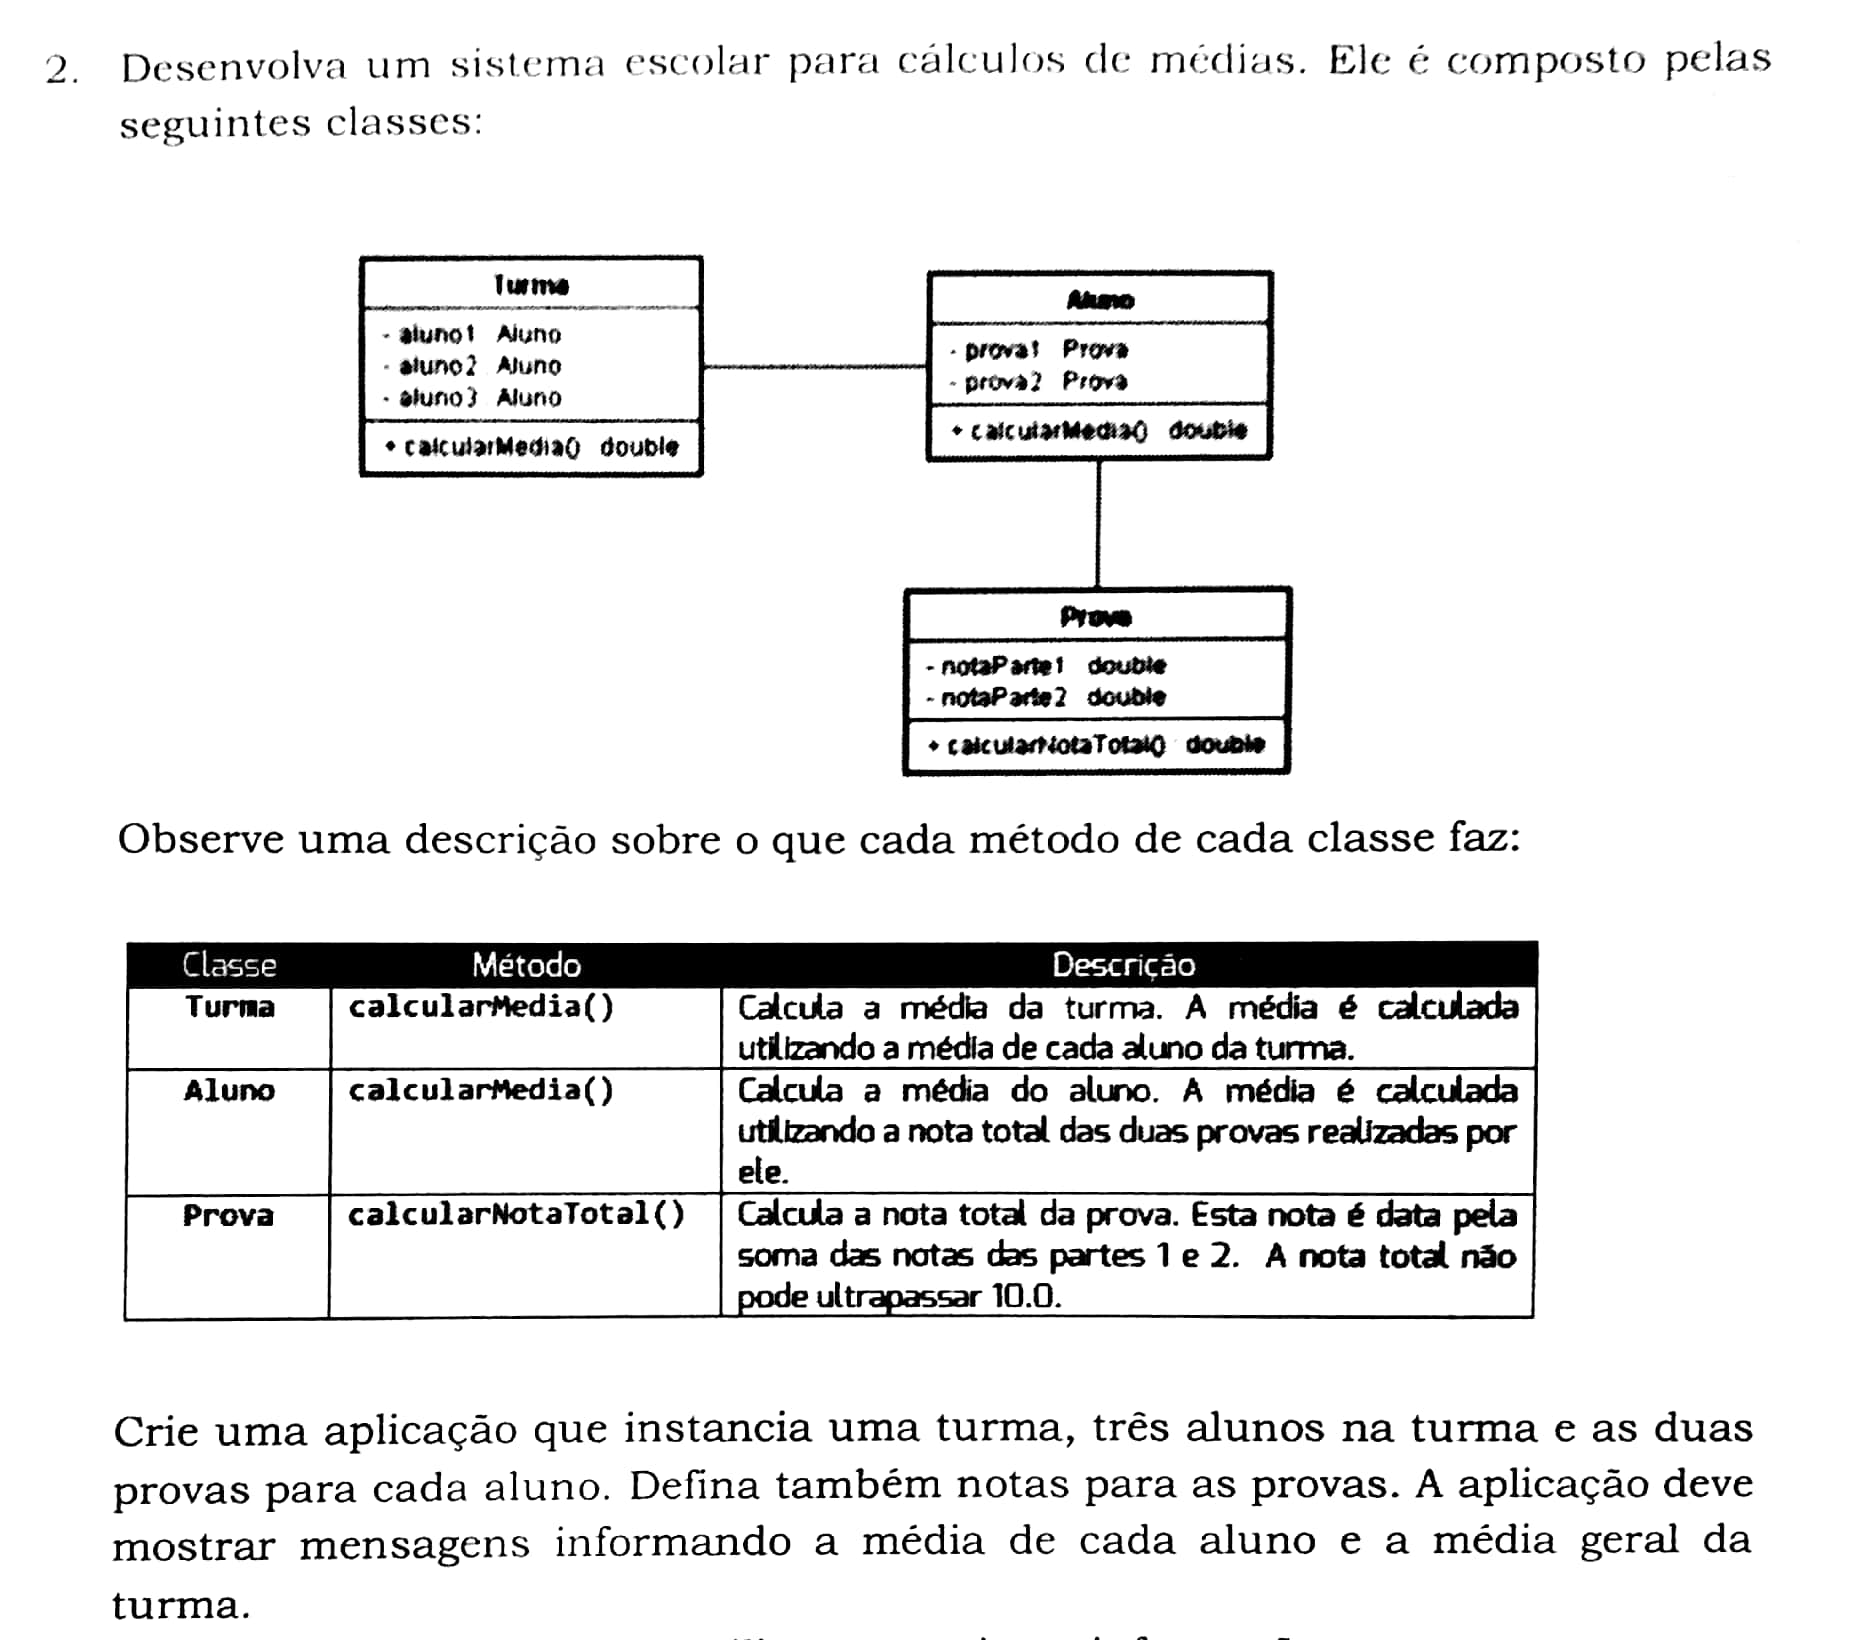 2. Desenvolva um sistema escolar para cálculos de médias. Ele é composto pelas
seguintes classes:
Turma
- aluno1 Aluno
- aluno2 Aluno
- aluno3 Aluno
+ calcularMedia() double
Aluno
- prova1 Prova
- prova2 Prova
+ calcularMedia() double
Prova
- notaParte1 double
- notaParte2 double
+ calcularNotaTotal() double
Observe uma descrição sobre o que cada método de cada classe faz:
Classe Método Descrição
Turma calcularMedia() Calcula a média da turma. A média é calculada
utilizando a média de cada aluno da turma.
Aluno calcularMedia() Calcula a média do aluno. A média é calculada
utilizando a nota total das duas provas realizadas por
ele.
Prova calcularNotaTotal() Calcula a nota total da prova. Esta nota é data pela
soma das notas das partes 1 e 2. A nota total não
pode ultrapassar 10.0.
Crie uma aplicação que instancia uma turma, três alunos na turma e as duas
provas para cada aluno. Defina também notas para as provas. A aplicação deve
mostrar mensagens informando a média de cada aluno e a média geral da
turma.